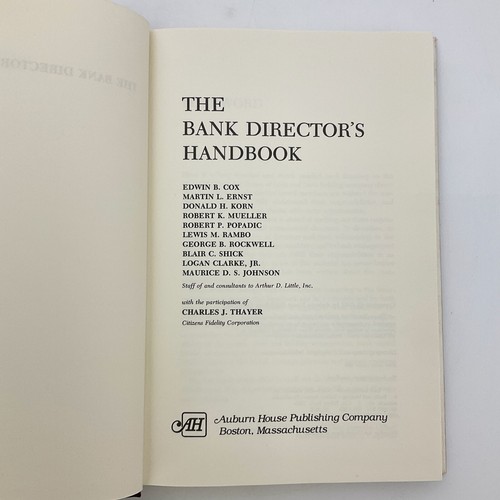 THE
BANK DIRECTOR'S
HANDBOOK
EDWIN B. COX
MARTIN L. ERNST
DONALD H. KORN
ROBERT K. MUELLER
ROBERT P. POPADIC
LEWIS M. RAMBO
GEORGE B. ROCKWELL
BLAIR C. SHICK
LOGAN CLARKE, JR.
MAURICE D. S. JOHNSON
Staff of and consultants to Arthur D. Little, Inc.
with the participation of
CHARLES J. THAYER
Citizens Fidelity Corporation
AH
Auburn House Publishing Company
Boston, Massachusetts